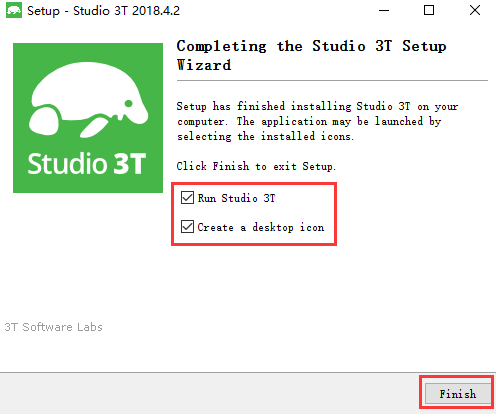 Setup - Studio 3T 2018.4.2
Completing the Studio 3T Setup
Wizard
Studio 3T
Setup has finished installing Studio 3T on your
computer. The application may be launched by
selecting the installed icons.
Click Finish to exit Setup.
Run Studio 3T
Create a desktop icon
3T Software Labs
Finish